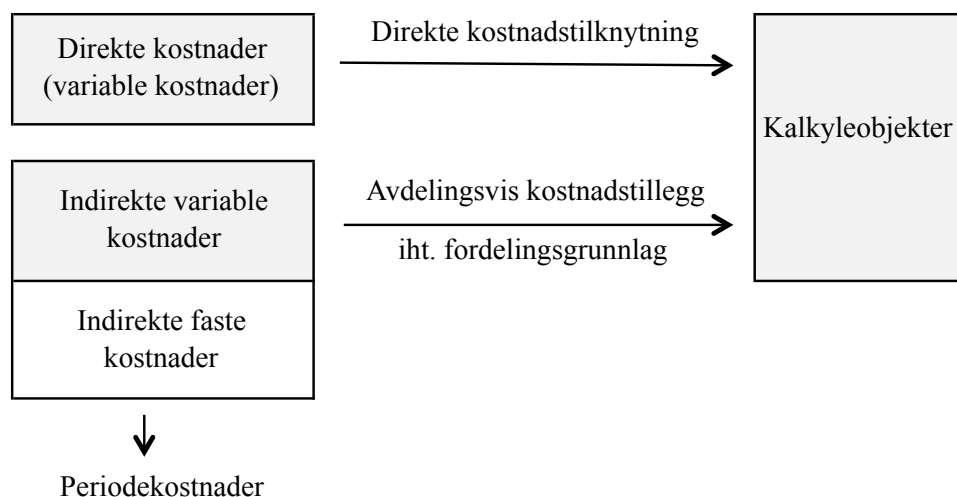 Direkte kostnader
(variable kostnader)
Direkte kostnadstilknytning
Kalkyleobjekter
Indirekte variable
kostnader
Avdelingsvis kostnadstillegg
iht. fordelingsgrunnlag
Indirekte faste
kostnader
Periodekostnader